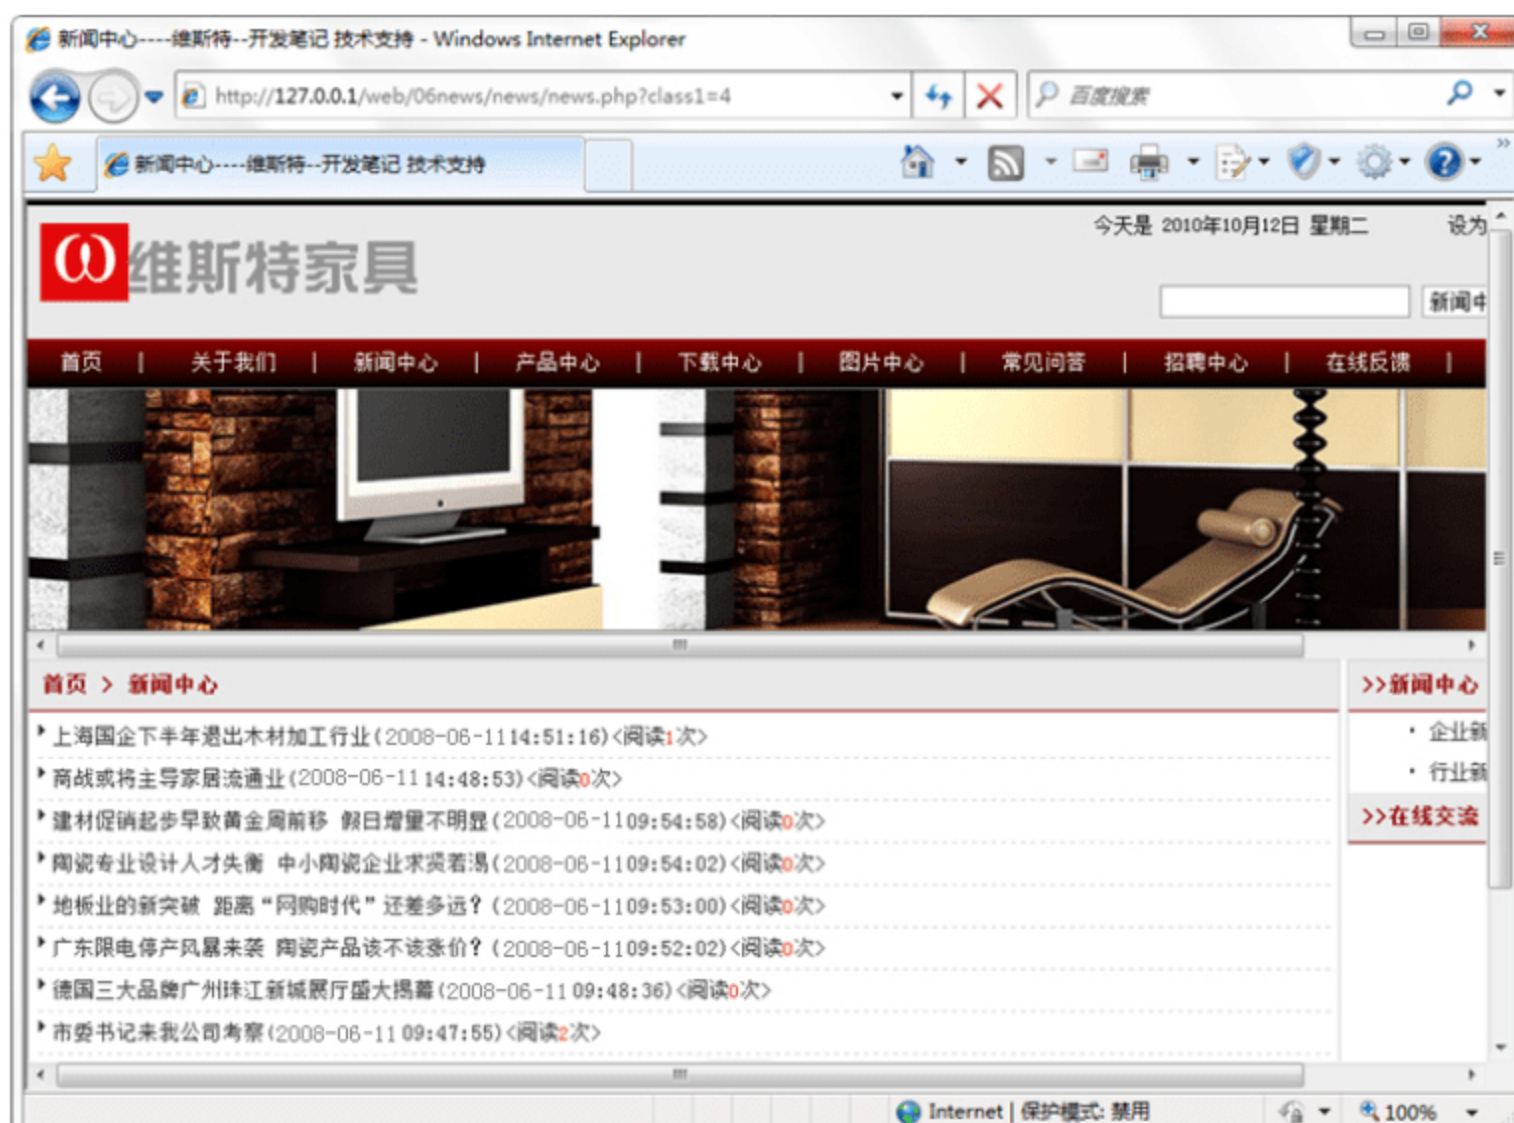 新闻中心----维斯特--开发笔记 技术支持 - Windows Internet Explorer
http://127.0.0.1/web/06news/news/news.php?class1=4
百度搜索
新闻中心----维斯特--开发笔记 技术支持
今天是 2010年10月12日 星期二 设为
ω维斯特家具
新闻中
首页 | 关于我们 | 新闻中心 | 产品中心 | 下载中心 | 图片中心 | 常见问答 | 招聘中心 | 在线反馈 |
首页 > 新闻中心
>>新闻中心
上海国企下半年退出木材加工行业(2008-06-1114:51:16)<阅读1次>
· 企业新
商战或将主导家居流通业(2008-06-11 14:48:53)<阅读0次>
· 行业新
建材促销起步早致黄金周前移 假日增量不明显(2008-06-1109:54:58)<阅读0次>
>>在线交流
陶瓷专业设计人才失衡 中小陶瓷企业求贤若渴(2008-06-1109:54:02)<阅读0次>
地板业的新突破 距离“网购时代”还差多远？(2008-06-1109:53:00)<阅读0次>
广东限电停产风暴来袭 陶瓷产品该不该涨价？(2008-06-1109:52:02)<阅读0次>
德国三大品牌广州珠江新城展厅盛大揭幕(2008-06-11 09:48:36)<阅读0次>
市委书记来我公司考察(2008-06-11 09:47:55)<阅读2次>
Internet | 保护模式: 禁用
100%